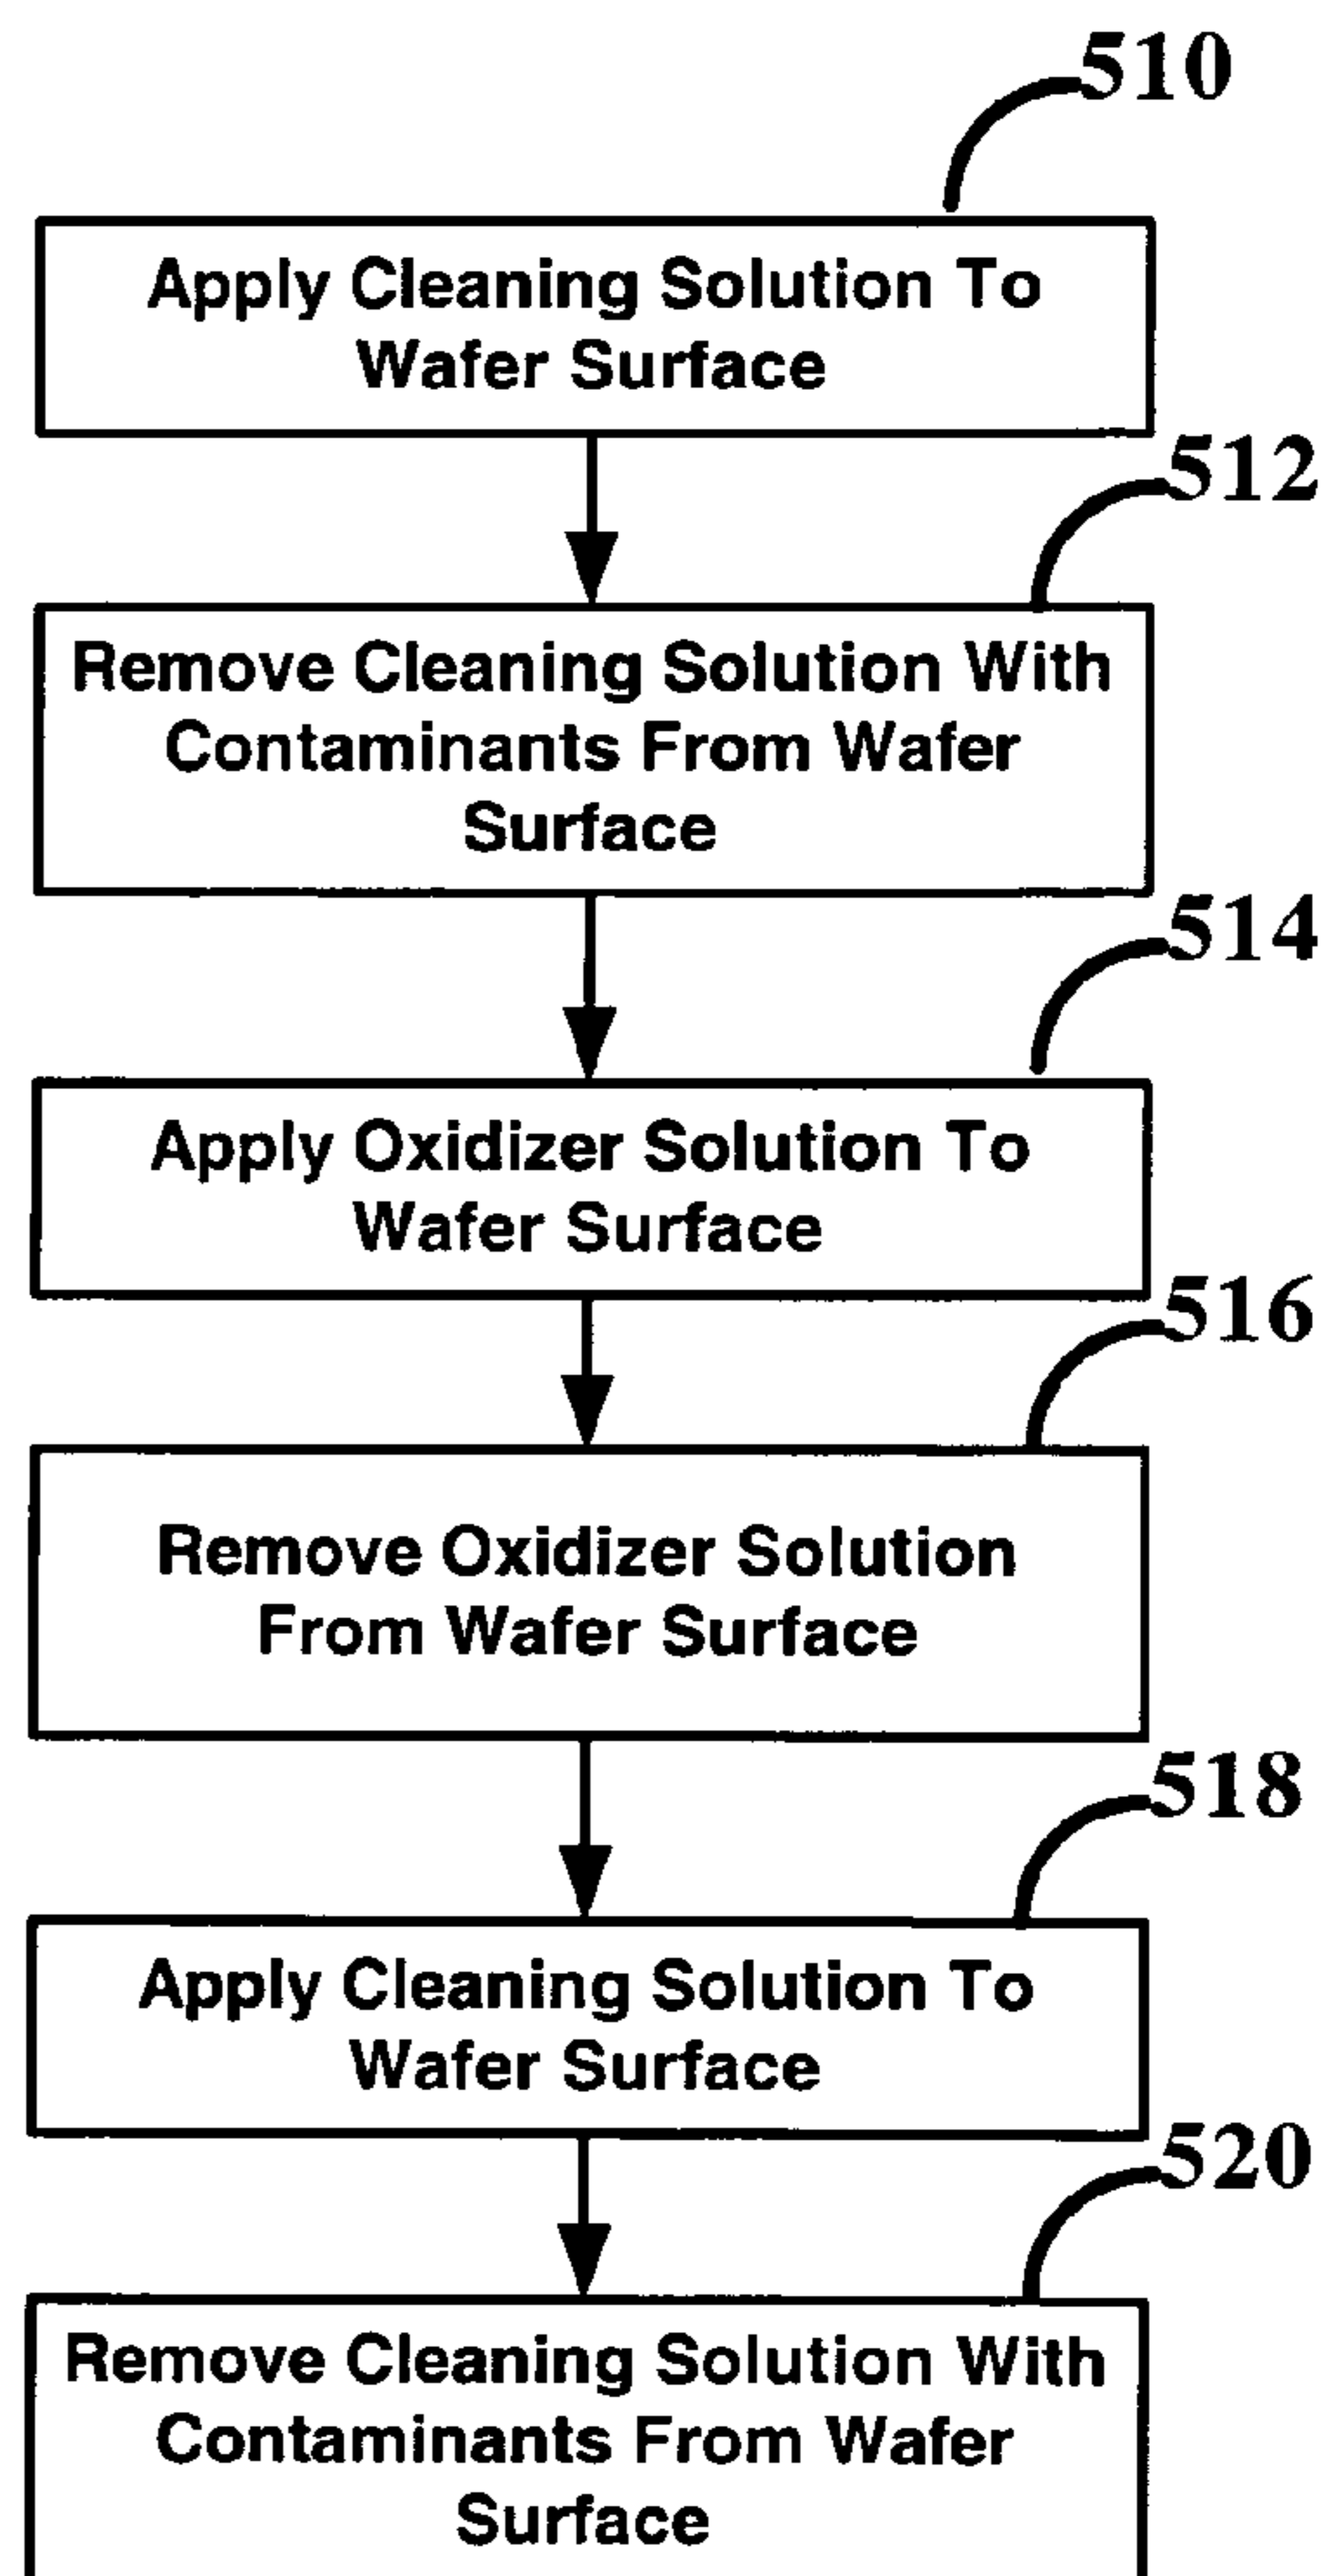 510
Apply Cleaning Solution To
Wafer Surface
512
Remove Cleaning Solution With
Contaminants From Wafer
Surface
514
Apply Oxidizer Solution To
Wafer Surface
516
Remove Oxidizer Solution
From Wafer Surface
518
Apply Cleaning Solution To
Wafer Surface
520
Remove Cleaning Solution With
Contaminants From Wafer
Surface